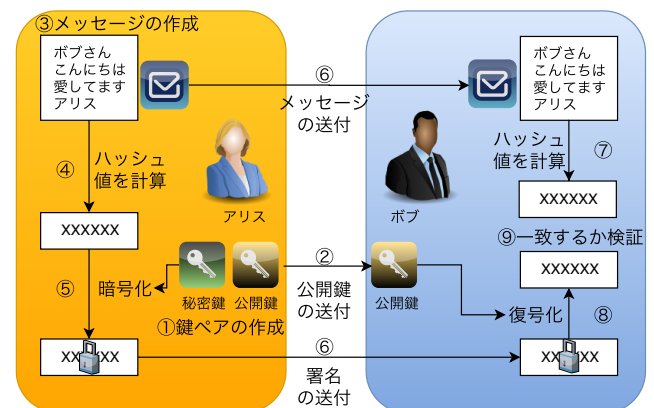 ③メッセージの作成
ボブさん
こんにちは
愛してます
アリス
⑥
メッセージ
の送付
ボブさん
こんにちは
愛してます
アリス
④
ハッシュ
値を計算
ハッシュ
値を計算
⑦
アリス
ボブ
xxxxxx
xxxxxx
⑨一致するか検証
xxxxxx
⑤
暗号化
秘密鍵
公開鍵
①鍵ペアの作成
②
公開鍵
の送付
公開鍵
復号化
⑧
⑥
署名
の送付